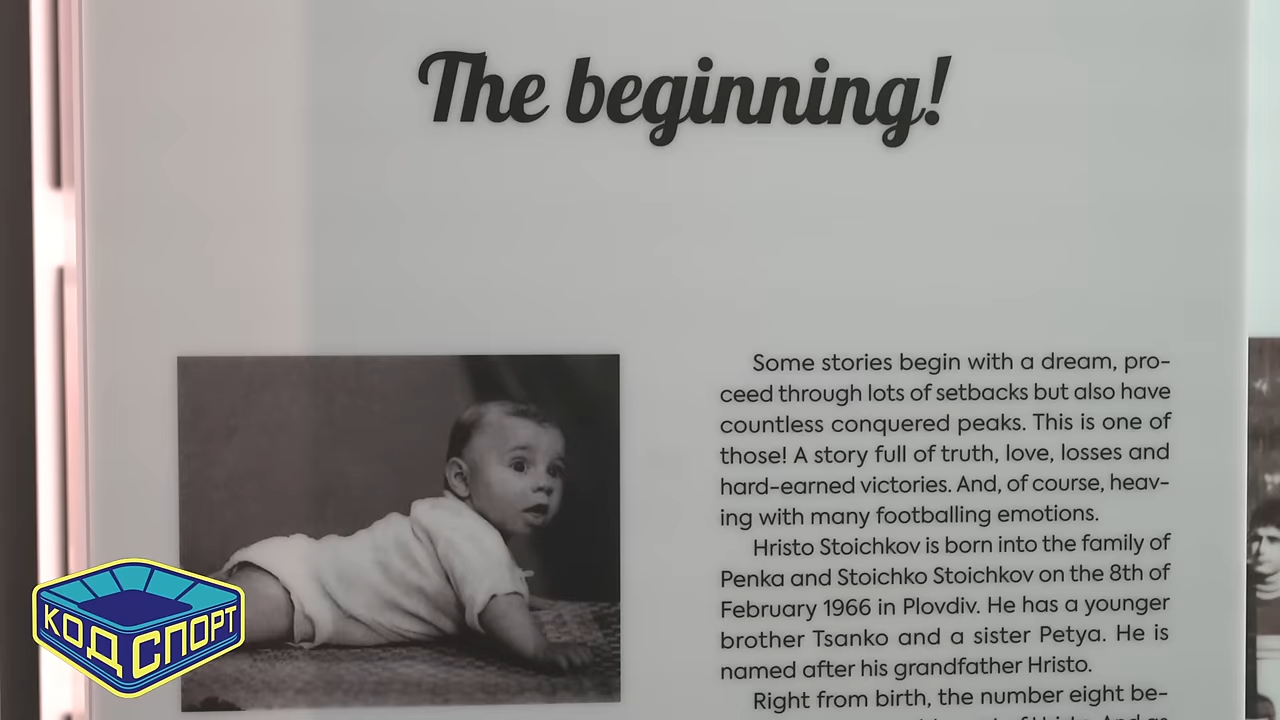 The beginning!
Some stories begin with a dream, pro-
ceed through lots of setbacks but also have
countless conquered peaks. This is one of
those! A story full of truth, love, losses and
hard-earned victories. And, of course, heav-
ing with many footballing emotions.
Hristo Stoichkov is born into the family of
Penka and Stoichko Stoichkov on the 8th of
February 1966 in Plovdiv. He has a younger
brother Tsanko and a sister Petya. He is
named after his grandfather Hristo.
Right from birth, the number eight be-
of Hristo. And as
КОД СПОРТ